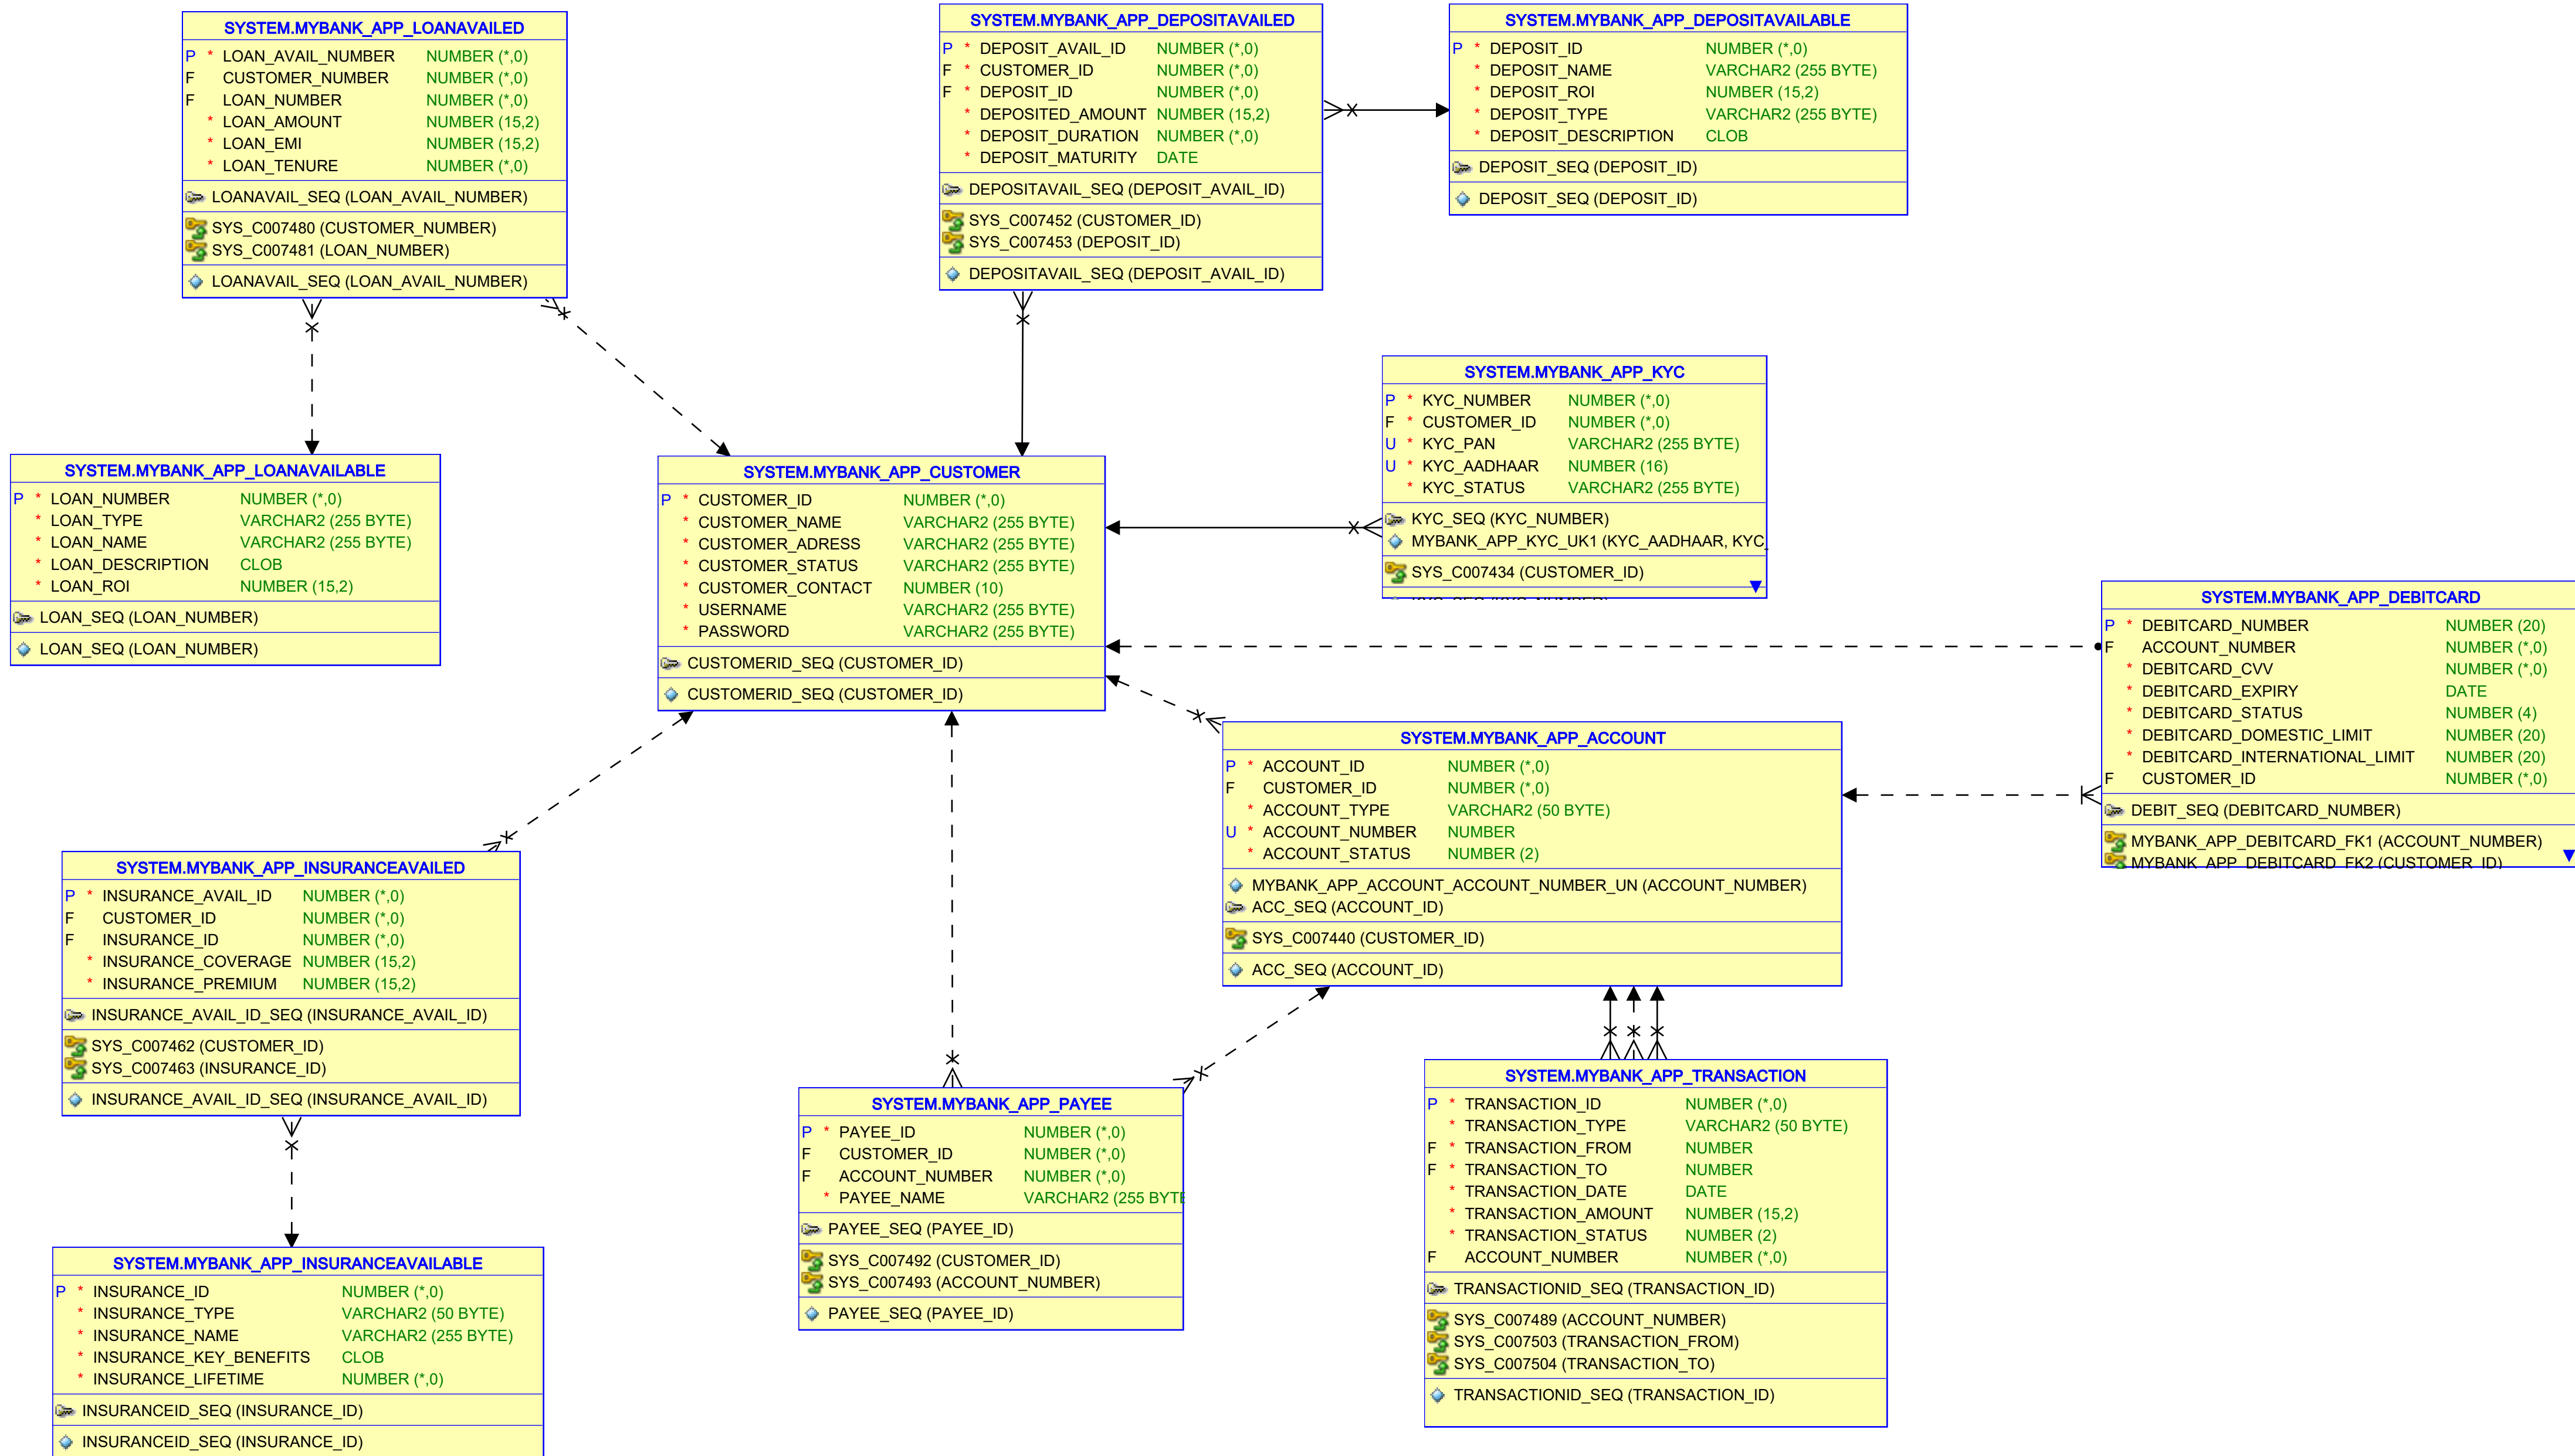 SYSTEM.MYBANK_APP_LOANAVAILED
P * LOAN_AVAIL_NUMBER NUMBER (*,0)
F CUSTOMER_NUMBER NUMBER (*,0)
F LOAN_NUMBER NUMBER (*,0)
* LOAN_AMOUNT NUMBER (15,2)
* LOAN_EMI NUMBER (15,2)
* LOAN_TENURE NUMBER (*,0)
LOANAVAIL_SEQ (LOAN_AVAIL_NUMBER)
SYS_C007480 (CUSTOMER_NUMBER)
SYS_C007481 (LOAN_NUMBER)
LOANAVAIL_SEQ (LOAN_AVAIL_NUMBER)
SYSTEM.MYBANK_APP_DEPOSITAVAILED
P * DEPOSIT_AVAIL_ID NUMBER (*,0)
F * CUSTOMER_ID NUMBER (*,0)
F * DEPOSIT_ID NUMBER (*,0)
* DEPOSITED_AMOUNT NUMBER (15,2)
* DEPOSIT_DURATION NUMBER (*,0)
* DEPOSIT_MATURITY DATE
DEPOSITAVAIL_SEQ (DEPOSIT_AVAIL_ID)
SYS_C007452 (CUSTOMER_ID)
SYS_C007453 (DEPOSIT_ID)
DEPOSITAVAIL_SEQ (DEPOSIT_AVAIL_ID)
SYSTEM.MYBANK_APP_DEPOSITAVAILABLE
P * DEPOSIT_ID NUMBER (*,0)
* DEPOSIT_NAME VARCHAR2 (255 BYTE)
* DEPOSIT_ROI NUMBER (15,2)
* DEPOSIT_TYPE VARCHAR2 (255 BYTE)
* DEPOSIT_DESCRIPTION CLOB
DEPOSIT_SEQ (DEPOSIT_ID)
DEPOSIT_SEQ (DEPOSIT_ID)
SYSTEM.MYBANK_APP_KYC
P * KYC_NUMBER NUMBER (*,0)
F * CUSTOMER_ID NUMBER (*,0)
U * KYC_PAN VARCHAR2 (255 BYTE)
U * KYC_AADHAAR NUMBER (16)
* KYC_STATUS VARCHAR2 (255 BYTE)
KYC_SEQ (KYC_NUMBER)
MYBANK_APP_KYC_UK1 (KYC_AADHAAR, KYC_
SYS_C007434 (CUSTOMER_ID)
SYSTEM.MYBANK_APP_LOANAVAILABLE
P * LOAN_NUMBER NUMBER (*,0)
* LOAN_TYPE VARCHAR2 (255 BYTE)
* LOAN_NAME VARCHAR2 (255 BYTE)
* LOAN_DESCRIPTION CLOB
* LOAN_ROI NUMBER (15,2)
LOAN_SEQ (LOAN_NUMBER)
LOAN_SEQ (LOAN_NUMBER)
SYSTEM.MYBANK_APP_CUSTOMER
P * CUSTOMER_ID NUMBER (*,0)
* CUSTOMER_NAME VARCHAR2 (255 BYTE)
* CUSTOMER_ADRESS VARCHAR2 (255 BYTE)
* CUSTOMER_STATUS VARCHAR2 (255 BYTE)
* CUSTOMER_CONTACT NUMBER (10)
* USERNAME VARCHAR2 (255 BYTE)
* PASSWORD VARCHAR2 (255 BYTE)
CUSTOMERID_SEQ (CUSTOMER_ID)
CUSTOMERID_SEQ (CUSTOMER_ID)
SYSTEM.MYBANK_APP_DEBITCARD
P * DEBITCARD_NUMBER NUMBER (20)
F ACCOUNT_NUMBER NUMBER (*,0)
* DEBITCARD_CVV NUMBER (*,0)
* DEBITCARD_EXPIRY DATE
* DEBITCARD_STATUS NUMBER (4)
* DEBITCARD_DOMESTIC_LIMIT NUMBER (20)
* DEBITCARD_INTERNATIONAL_LIMIT NUMBER (20)
F CUSTOMER_ID NUMBER (*,0)
DEBIT_SEQ (DEBITCARD_NUMBER)
MYBANK_APP_DEBITCARD_FK1 (ACCOUNT_NUMBER)
MYBANK_APP_DEBITCARD_FK2 (CUSTOMER_ID)
SYSTEM.MYBANK_APP_ACCOUNT
P * ACCOUNT_ID NUMBER (*,0)
F CUSTOMER_ID NUMBER (*,0)
* ACCOUNT_TYPE VARCHAR2 (50 BYTE)
U * ACCOUNT_NUMBER NUMBER
* ACCOUNT_STATUS NUMBER (2)
MYBANK_APP_ACCOUNT_ACCOUNT_NUMBER_UN (ACCOUNT_NUMBER)
ACC_SEQ (ACCOUNT_ID)
SYS_C007440 (CUSTOMER_ID)
ACC_SEQ (ACCOUNT_ID)
SYSTEM.MYBANK_APP_INSURANCEAVAILED
P * INSURANCE_AVAIL_ID NUMBER (*,0)
F CUSTOMER_ID NUMBER (*,0)
F INSURANCE_ID NUMBER (*,0)
* INSURANCE_COVERAGE NUMBER (15,2)
* INSURANCE_PREMIUM NUMBER (15,2)
INSURANCE_AVAIL_ID_SEQ (INSURANCE_AVAIL_ID)
SYS_C007462 (CUSTOMER_ID)
SYS_C007463 (INSURANCE_ID)
INSURANCE_AVAIL_ID_SEQ (INSURANCE_AVAIL_ID)
SYSTEM.MYBANK_APP_PAYEE
P * PAYEE_ID NUMBER (*,0)
F CUSTOMER_ID NUMBER (*,0)
F ACCOUNT_NUMBER NUMBER (*,0)
* PAYEE_NAME VARCHAR2 (255 BYTE
PAYEE_SEQ (PAYEE_ID)
SYS_C007492 (CUSTOMER_ID)
SYS_C007493 (ACCOUNT_NUMBER)
PAYEE_SEQ (PAYEE_ID)
SYSTEM.MYBANK_APP_TRANSACTION
P * TRANSACTION_ID NUMBER (*,0)
* TRANSACTION_TYPE VARCHAR2 (50 BYTE)
F * TRANSACTION_FROM NUMBER
F * TRANSACTION_TO NUMBER
* TRANSACTION_DATE DATE
* TRANSACTION_AMOUNT NUMBER (15,2)
* TRANSACTION_STATUS NUMBER (2)
F ACCOUNT_NUMBER NUMBER (*,0)
TRANSACTIONID_SEQ (TRANSACTION_ID)
SYS_C007489 (ACCOUNT_NUMBER)
SYS_C007503 (TRANSACTION_FROM)
SYS_C007504 (TRANSACTION_TO)
TRANSACTIONID_SEQ (TRANSACTION_ID)
SYSTEM.MYBANK_APP_INSURANCEAVAILABLE
P * INSURANCE_ID NUMBER (*,0)
* INSURANCE_TYPE VARCHAR2 (50 BYTE)
* INSURANCE_NAME VARCHAR2 (255 BYTE)
* INSURANCE_KEY_BENEFITS CLOB
* INSURANCE_LIFETIME NUMBER (*,0)
INSURANCEID_SEQ (INSURANCE_ID)
INSURANCEID_SEQ (INSURANCE_ID)